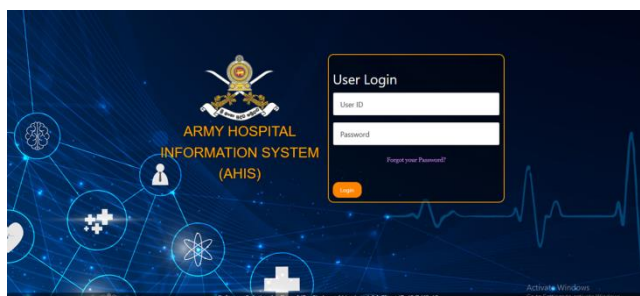 ARMY HOSPITAL
INFORMATION SYSTEM
(AHIS)
User Login
User ID
Password
Forgot your Password?
Login
Activate Windows